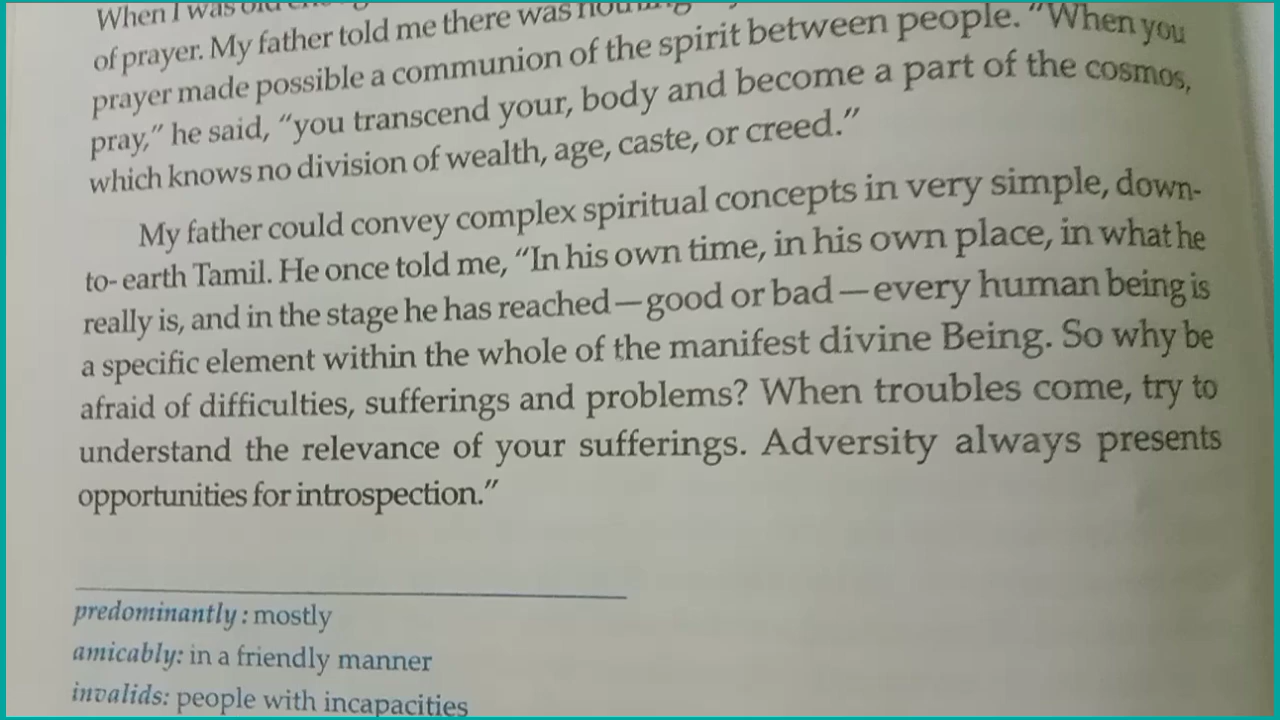 When I was
of prayer. My father told me there was
prayer made possible a communion of the spirit between people. "When you
pray," he said, "you transcend your, body and become a part of the cosmos,
which knows no division of wealth, age, caste, or creed."
My father could convey complex spiritual concepts in very simple, down-
to- earth Tamil. He once told me, "In his own time, in his own place, in what he
really is, and in the stage he has reached—good or bad—every human being is
a specific element within the whole of the manifest divine Being. So why be
afraid of difficulties, sufferings and problems? When troubles come, try to
understand the relevance of your sufferings. Adversity always presents
opportunities for introspection."
predominantly : mostly
amicably: in a friendly manner
invalids: people with incapacities